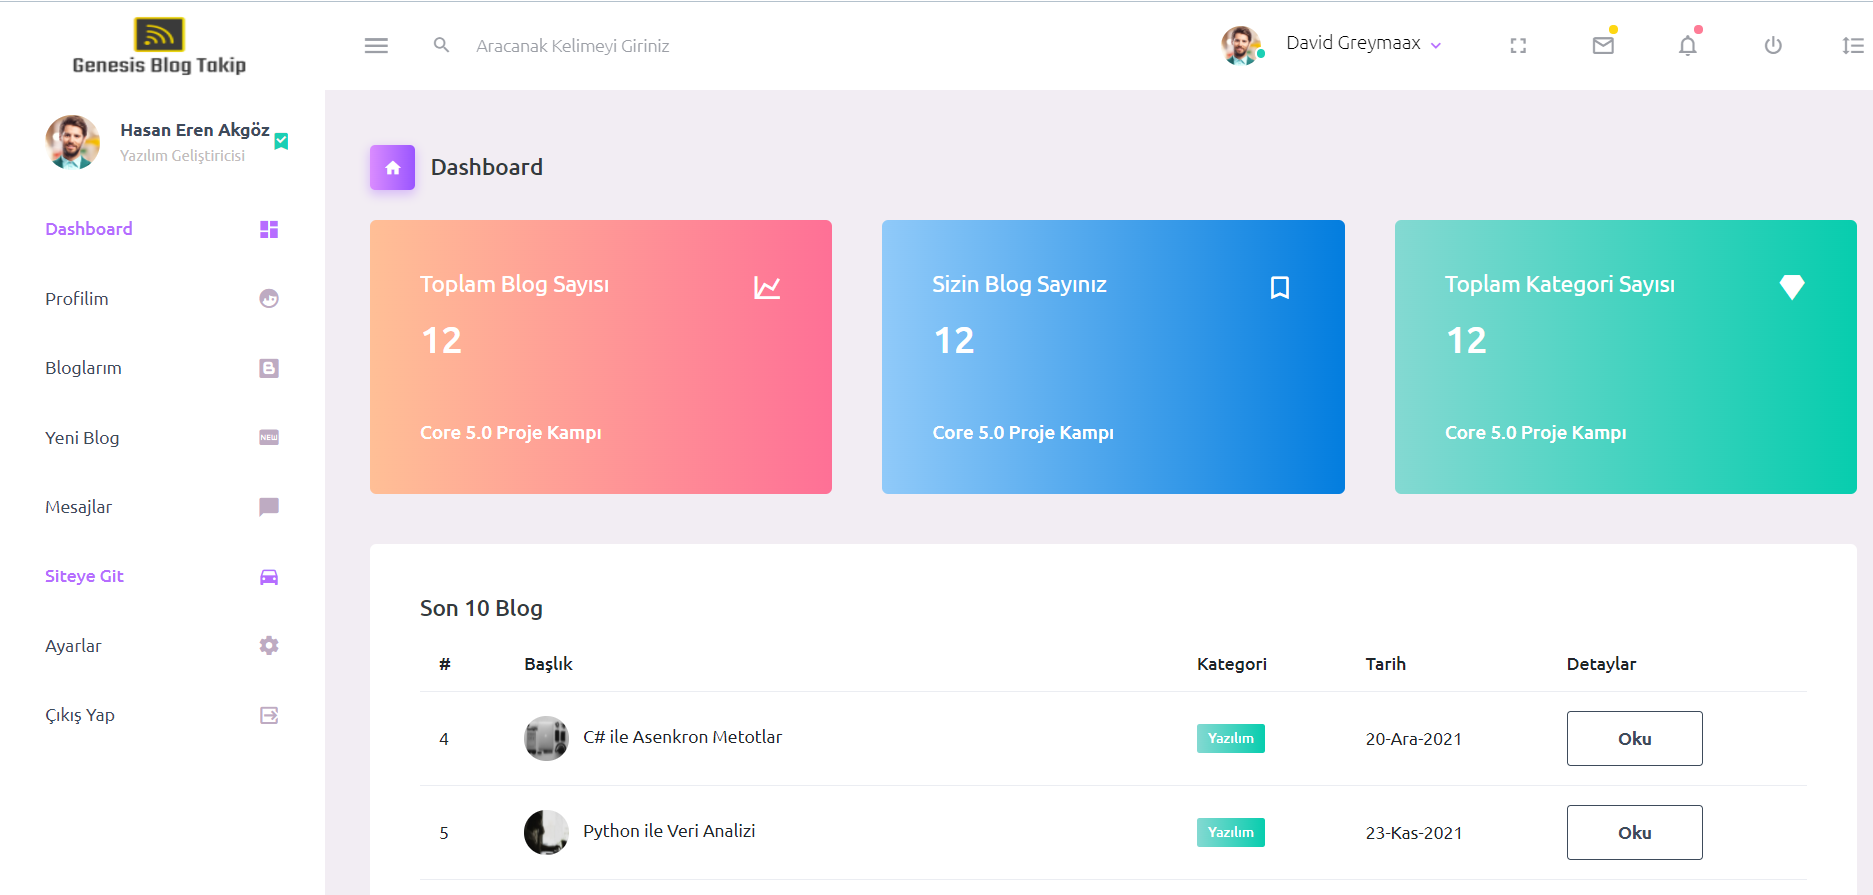 Genesis Blog Takip
Aracanak Kelimeyi Giriniz
David Greymaax
Hasan Eren Akgöz
Yazılım Geliştiricisi
Dashboard
Profilim
Bloglarım
Yeni Blog
NEW
Mesajlar
Siteye Git
Ayarlar
Çıkış Yap
Dashboard
Toplam Blog Sayısı
12
Core 5.0 Proje Kampı
Sizin Blog Sayınız
12
Core 5.0 Proje Kampı
Toplam Kategori Sayısı
12
Core 5.0 Proje Kampı
Son 10 Blog
# Başlık Kategori Tarih Detaylar
4 C# ile Asenkron Metotlar Yazılım 20-Ara-2021 Oku
5 Python ile Veri Analizi Yazılım 23-Kas-2021 Oku